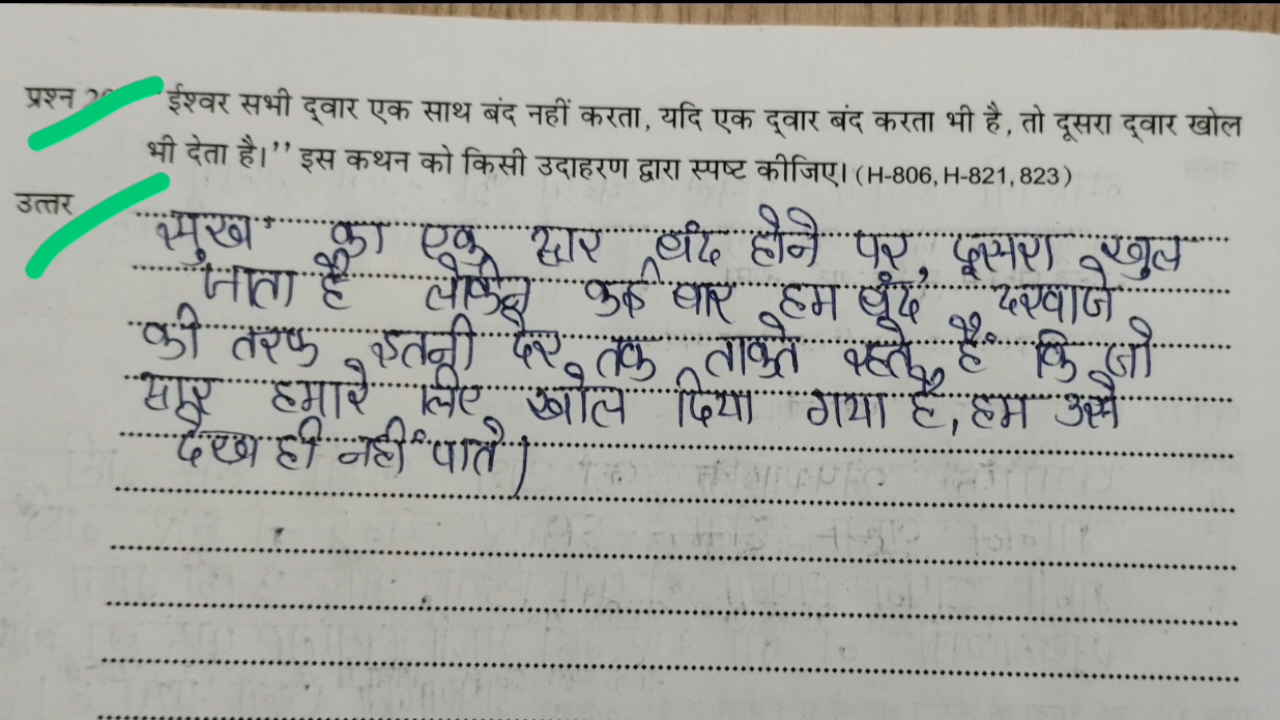 प्रश्न ईश्वर सभी द्वार एक साथ बंद नहीं करता, यदि एक द्वार बंद करता भी है, तो दूसरा द्वार खोल
भी देता है।’’ इस कथन को किसी उदाहरण द्वारा स्पष्ट कीजिए। (H-806, H-821, 823)
उत्तर
सुख का एक द्वार बंद होने पर, दूसरा खुल
जाता है लेकिन कई बार हम बंद दरवाजे
की तरफ इतनी देर तक ताकते रहते है कि जो
द्वार हमारे लिए खोल दिया गया है, हम उसे
देख ही नहीं पाते।